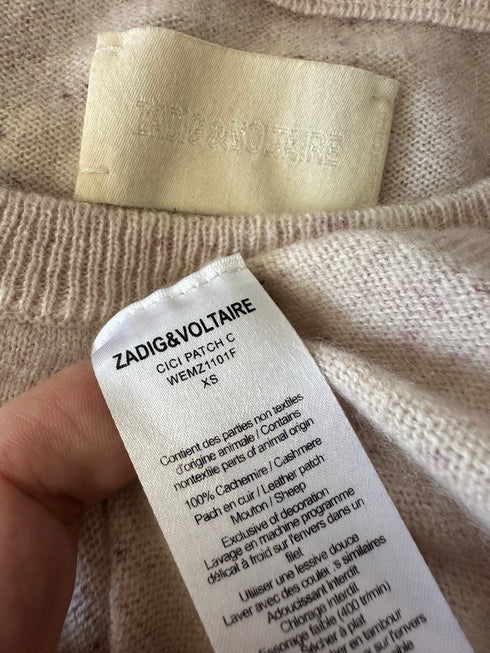 ZADIG&VOLTAIRE
ZADIG&VOLTAIRE
CICI PATCH C
WEMZ1101F
XS
Contient des parties non textiles
d'origine animale / Contains
nontextile parts of animal origin
100% Cachemire / Cashmere
Pach en cuir / Leather patch
Mouton / Sheep
Exclusive of decoration
Lavage en machine programme
délicat à froid sur l'envers dans un
filet
Utiliser une lessive douce
Laver avec des couleurs similaires
Adoucissant Interdit
Chlorage interdit
Essorage faible (400 tr/min)
Sécher à plat
en tambour